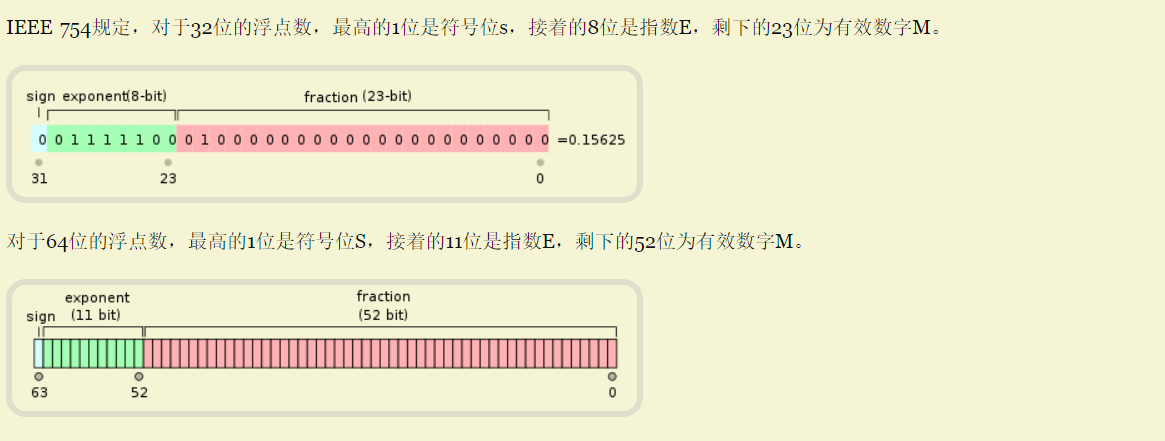 IEEE 754规定，对于32位的浮点数，最高的1位是符号位s，接着的8位是指数E，剩下的23位为有效数字M。
sign exponent(8-bit) fraction (23-bit)
0 0 1 1 1 1 1 0 0 0 1 0 0 0 0 0 0 0 0 0 0 0 0 0 0 0 0 0 0 0 0 0 =0.15625
31 23 0
对于64位的浮点数，最高的1位是符号位S，接着的11位是指数E，剩下的52位为有效数字M。
exponent fraction
sign (11 bit) (52 bit)
63 52 0